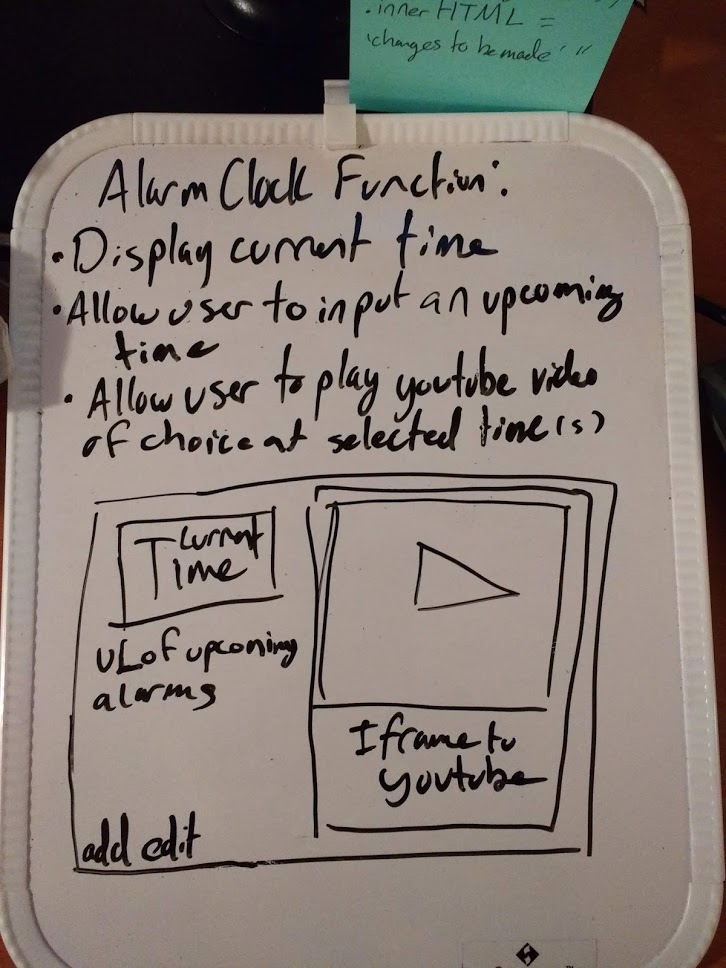 .inner HTML =
'changes to be made' "
Alarm Clock Function:
• Display current time
• Allow user to input an upcoming
time
• Allow user to play youtube video
of choice at selected time(s)
Current
Time
UL of upcoming
alarms
Iframe to
youtube
add edit